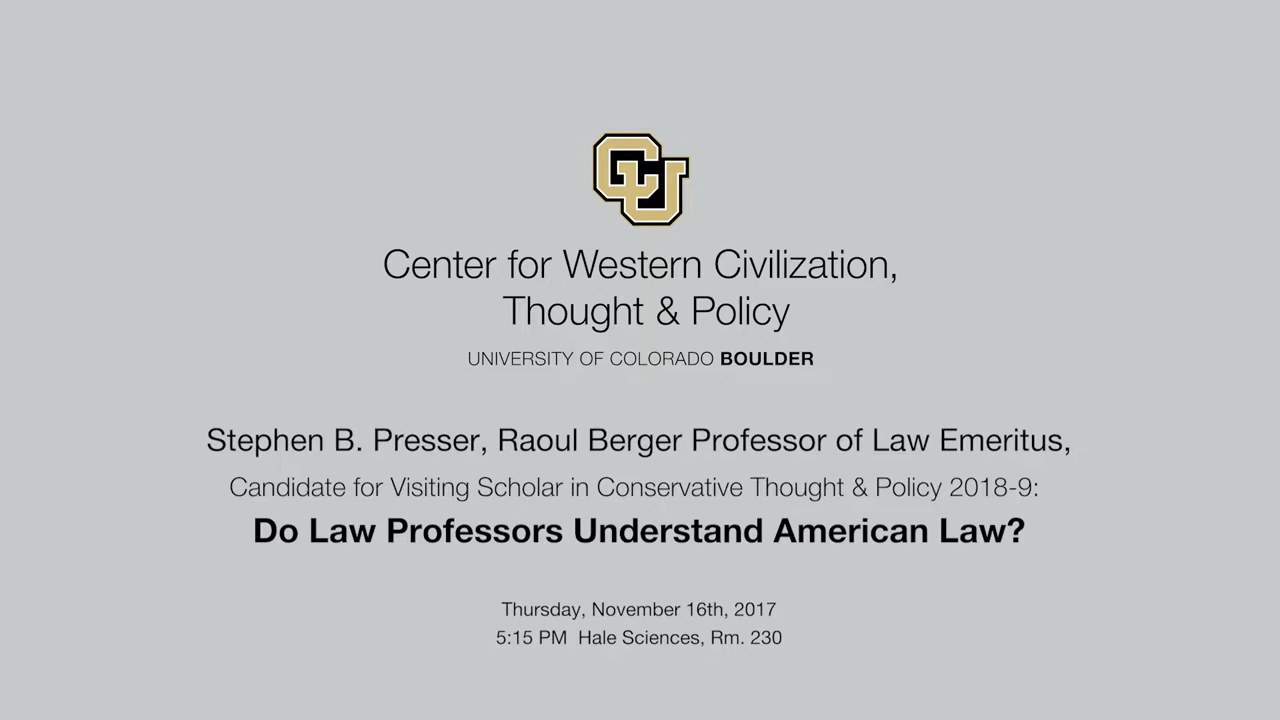 CU
Center for Western Civilization,
Thought & Policy
UNIVERSITY OF COLORADO BOULDER
Stephen B. Presser, Raoul Berger Professor of Law Emeritus,
Candidate for Visiting Scholar in Conservative Thought & Policy 2018-9:
Do Law Professors Understand American Law?
Thursday, November 16th, 2017
5:15 PM Hale Sciences, Rm. 230